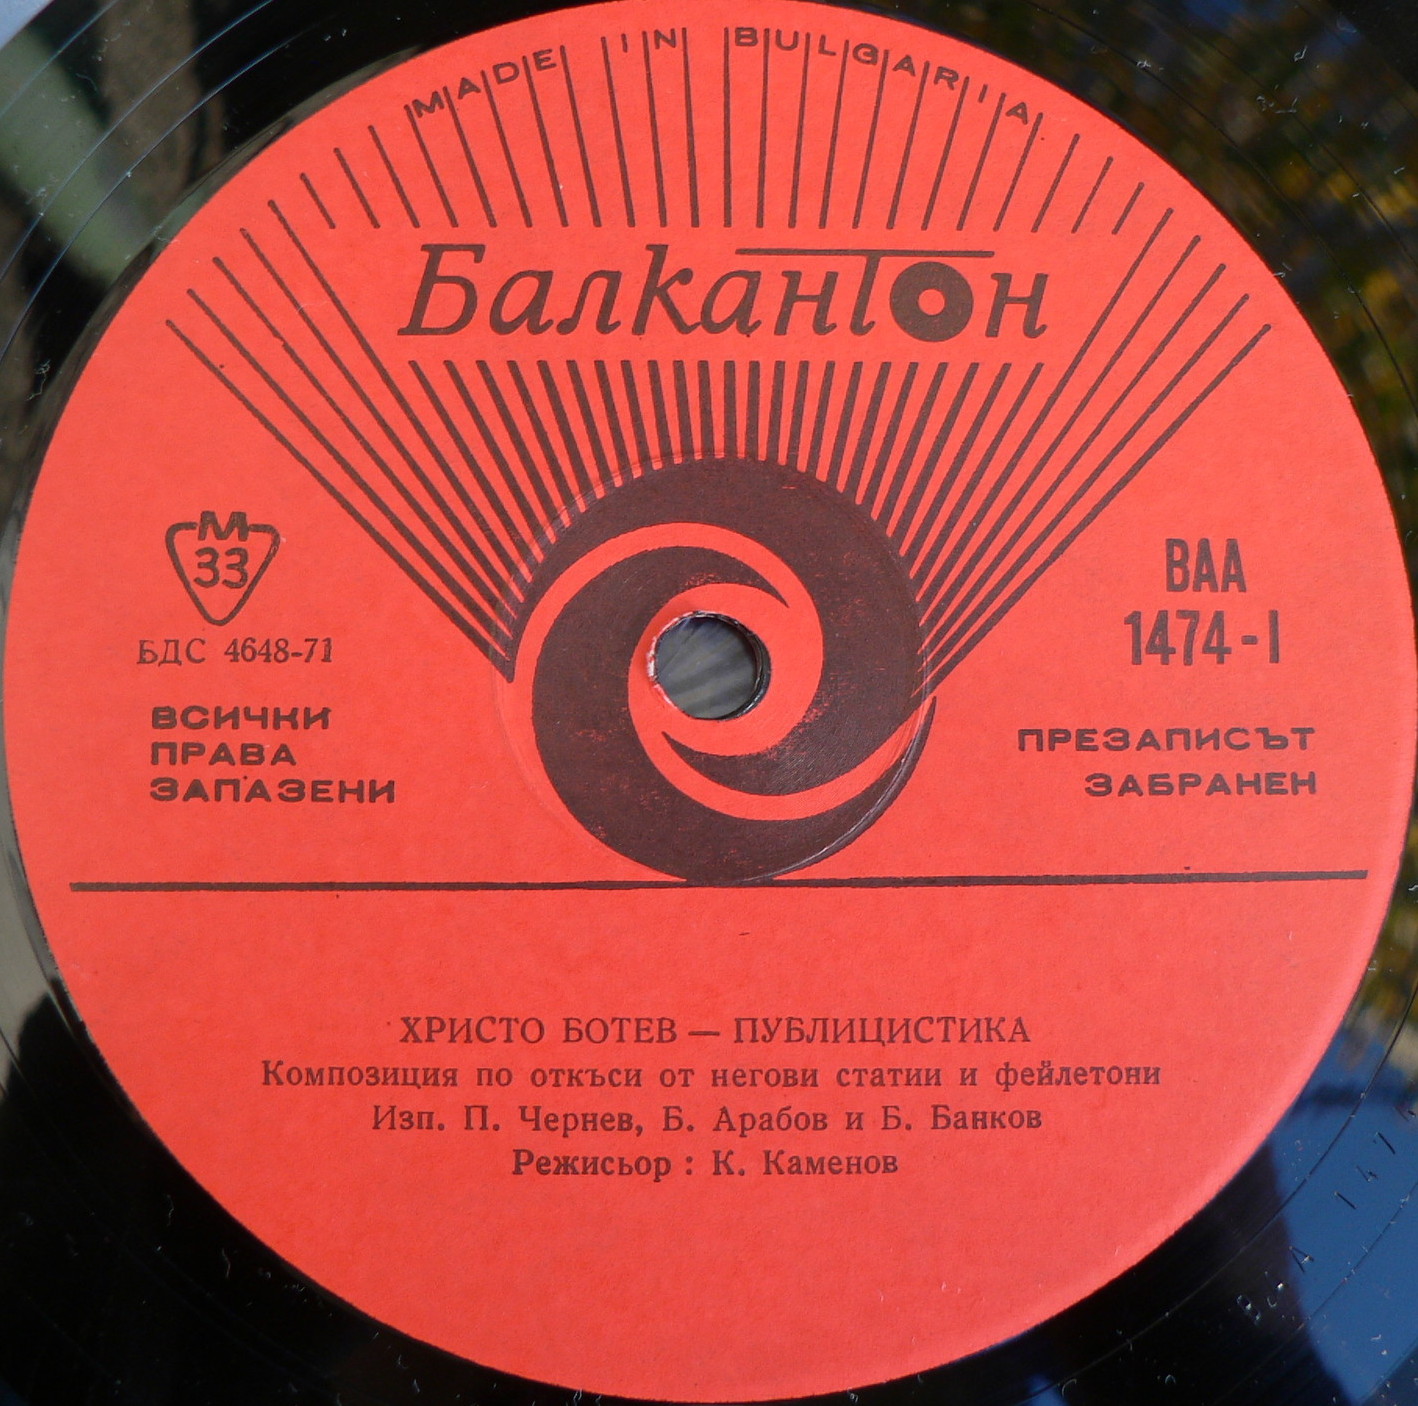 MADE IN BULGARIA
Балкантон
М
33
БДС 4648-71
ВСИЧКИ
ПРАВА
ЗАПАЗЕНИ
ВАА
1474-I
ПРЕЗАПИСЪТ
ЗАБРАНЕН
ХРИСТО БОТЕВ — ПУБЛИЦИСТИКА
Композиция по откъси от негови статии и фейлетони
Изп. П. Чернев, Б. Арабов и Б. Банков
Режисьор : К. Каменов